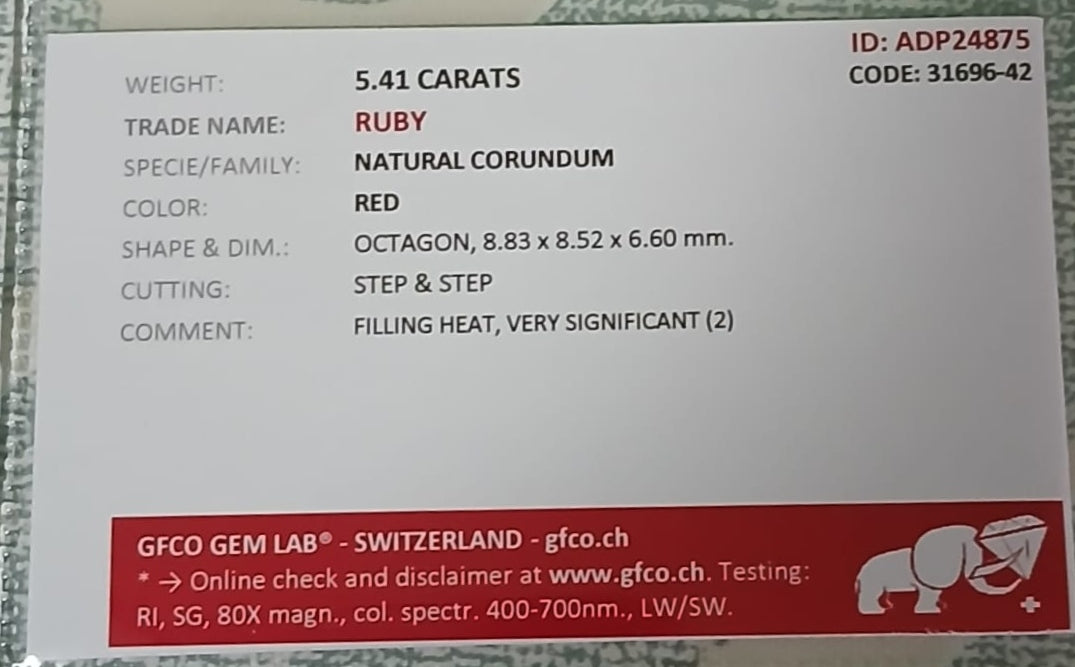 ID: ADP24875
CODE: 31696-42
WEIGHT: 5.41 CARATS
TRADE NAME: RUBY
SPECIE/FAMILY: NATURAL CORUNDUM
COLOR: RED
SHAPE & DIM.: OCTAGON, 8.83 x 8.52 x 6.60 mm.
CUTTING: STEP & STEP
COMMENT: FILLING HEAT, VERY SIGNIFICANT (2)
GFCO GEM LAB® - SWITZERLAND - gfco.ch
* → Online check and disclaimer at www.gfco.ch. Testing:
RI, SG, 80X magn., col. spectr. 400-700nm., LW/SW.